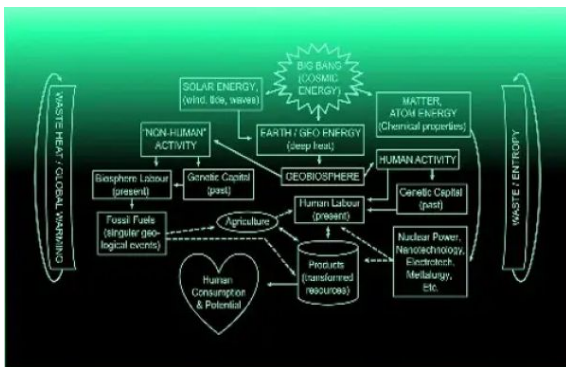 BIG BANG
(COSMIC
ENERGY)
SOLAR ENERGY,
(wind, tide, waves)
MATTER,
ATOM ENERGY
(Chemical properties)
EARTH / GEO ENERGY
(deep heat)
"NON-HUMAN"
ACTIVITY
GEOBIOSPHERE
HUMAN ACTIVITY
Biosphere Labour
(present)
Genetic Capital
(past)
Genetic Capital
(past)
Human Labour
(present)
Fossil Fuels
(singular geo-
logical events)
Agriculture
Nuclear Power,
Nanotechnology,
Electrotech,
Mettalurgy,
Etc.
Products
(transformed
resources)
Human
Consumption
& Potential
WASTE HEAT / GLOBAL WARMING
WASTE / ENTROPY